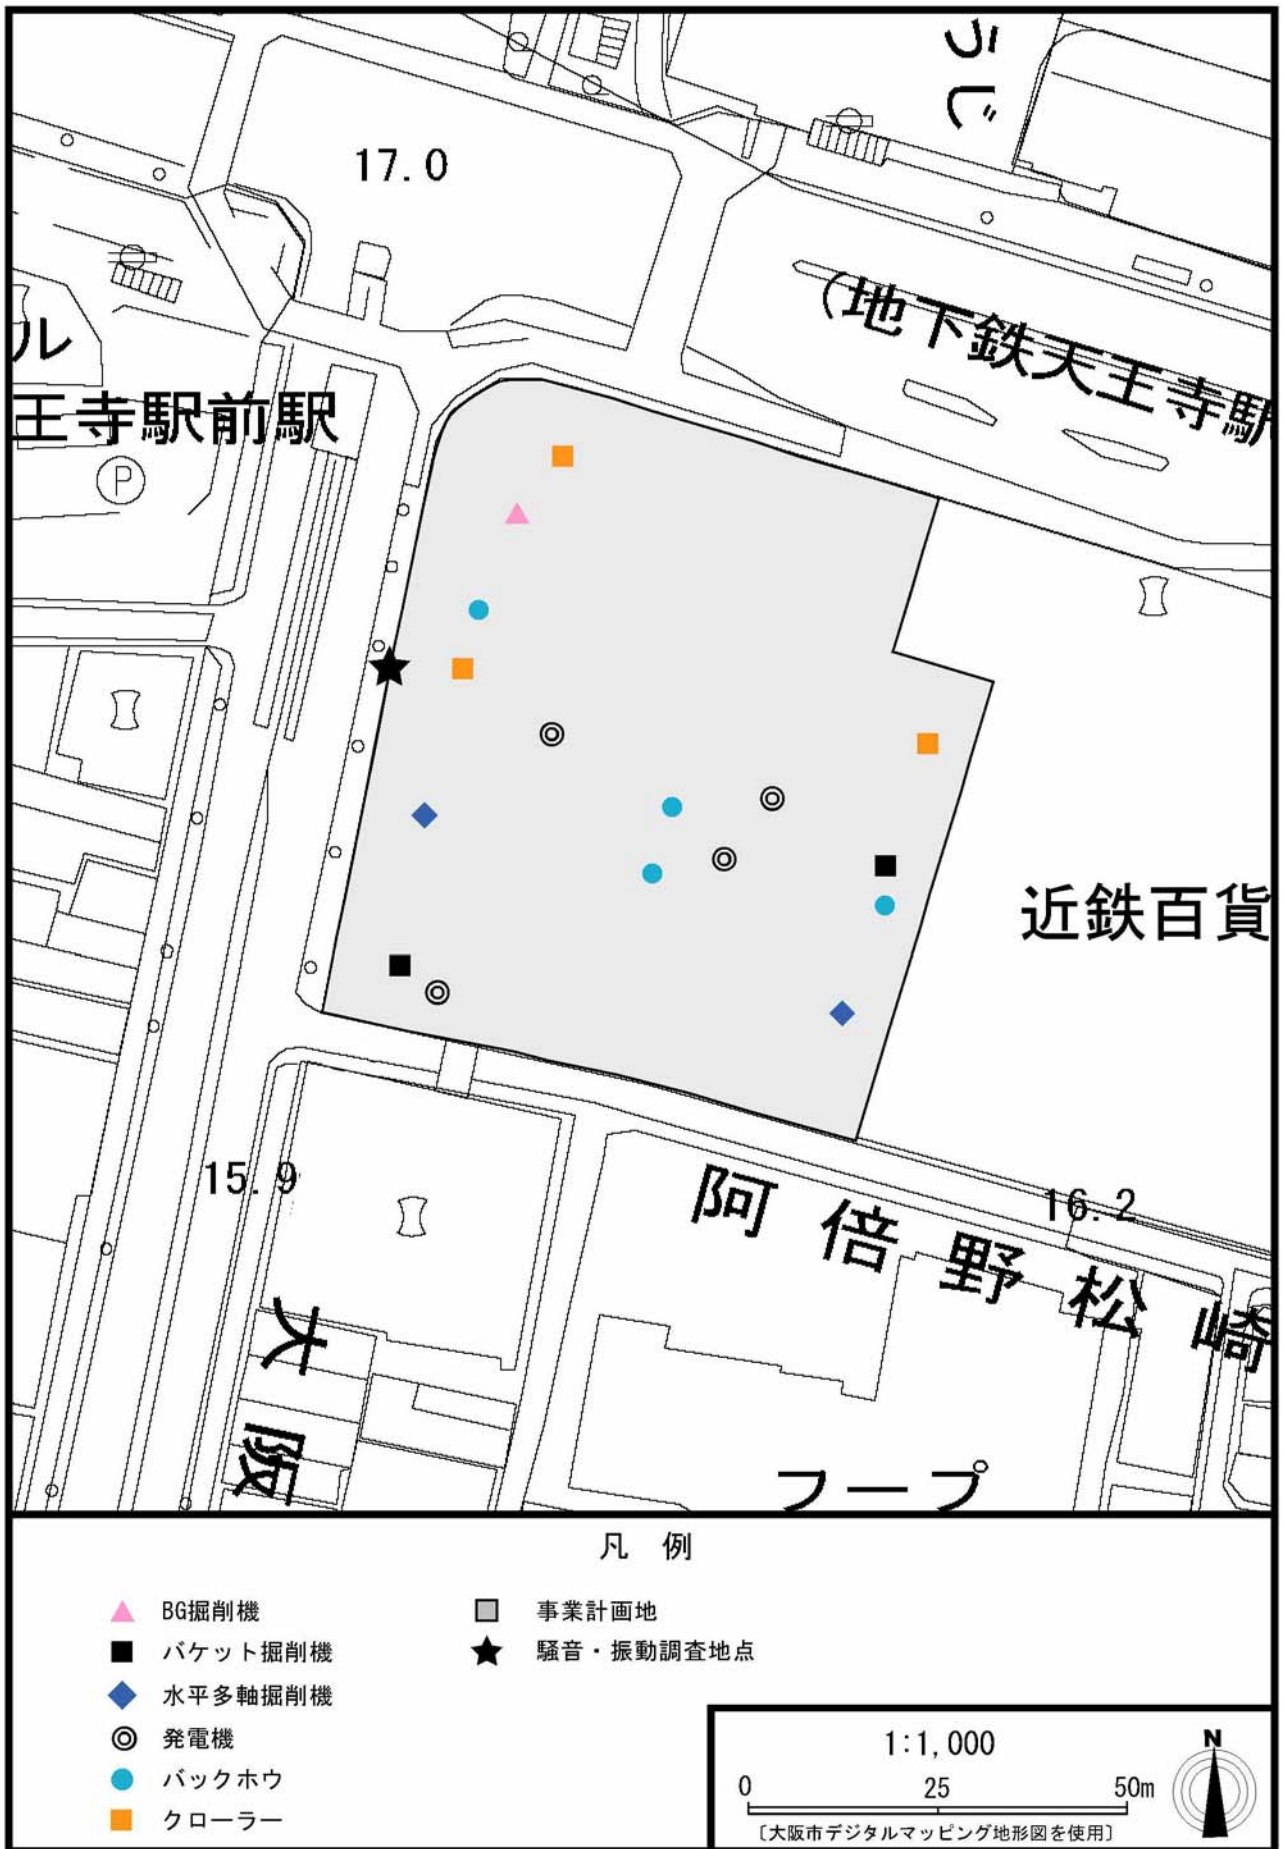 うじ
17.0
(地下鉄天王寺駅
ル
王寺駅前駅
P
近鉄百貨
15.9
16.2
阿倍野松崎
大阪
フープ
凡 例
BG掘削機
バケット掘削機
水平多軸掘削機
発電機
バックホウ
クローラー
事業計画地
騒音・振動調査地点
1:1,000
0 25 50m
〔大阪市デジタルマッピング地形図を使用〕
N